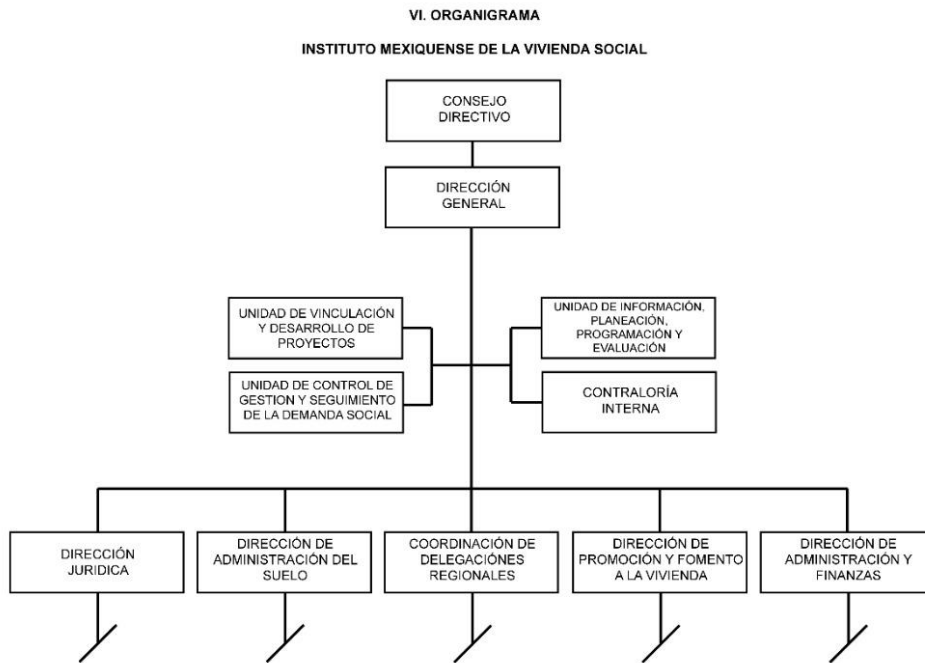 VI. ORGANIGRAMA
INSTITUTO MEXIQUENSE DE LA VIVIENDA SOCIAL
CONSEJO
DIRECTIVO
DIRECCIÓN
GENERAL
UNIDAD DE VINCULACIÓN
Y DESARROLLO DE
PROYECTOS
UNIDAD DE INFORMACIÓN,
PLANEACIÓN,
PROGRAMACIÓN Y
EVALUACIÓN
UNIDAD DE CONTROL DE
GESTION Y SEGUIMIENTO
DE LA DEMANDA SOCIAL
CONTRALORÍA
INTERNA
DIRECCIÓN
JURIDICA
DIRECCIÓN DE
ADMINISTRACIÓN DEL
SUELO
COORDINACIÓN DE
DELEGACIÓNES
REGIONALES
DIRECCIÓN DE
PROMOCIÓN Y FOMENTO
A LA VIVIENDA
DIRECCIÓN DE
ADMINISTRACIÓN Y
FINANZAS